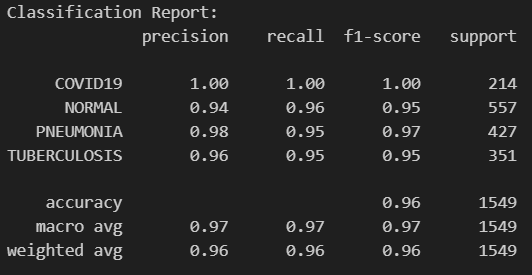 Classification Report:
precision recall f1-score support
COVID19 1.00 1.00 1.00 214
NORMAL 0.94 0.96 0.95 557
PNEUMONIA 0.98 0.95 0.97 427
TUBERCULOSIS 0.96 0.95 0.95 351
accuracy 0.96 1549
macro avg 0.97 0.97 0.97 1549
weighted avg 0.96 0.96 0.96 1549